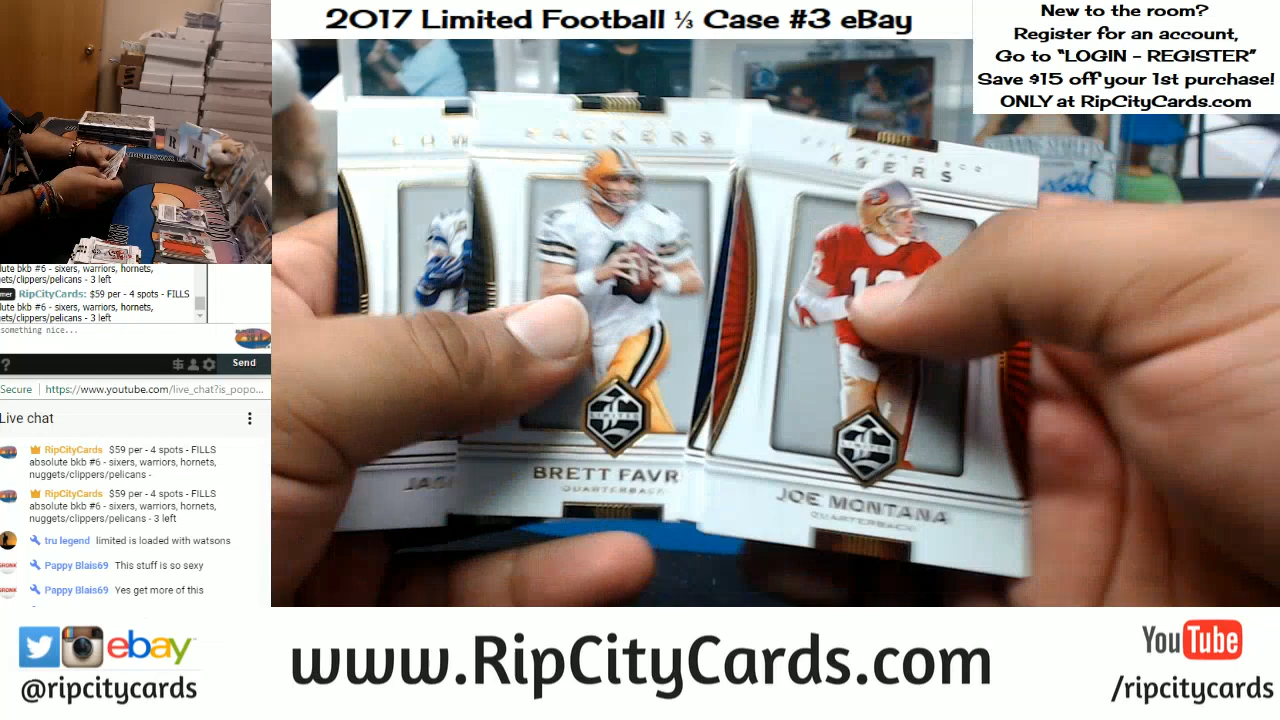 2017 Limited Football ⅓ Case #3 eBay
New to the room?
Register for an account,
Go to “LOGIN - REGISTER”
Save $15 off your 1st purchase!
ONLY at RipCityCards.com
PACKERS
49ERS
LIMITED
LIMITED
BRETT FAVR
QUARTERBACK
JOE MONTANA
QUARTERBACK
lute bkb #6 - sixers, warriors, hornets,
gets/clippers/pelicans - 3 left
mer RipCityCards: $59 per - 4 spots - FILLS
lute bkb #6 - sixers, warriors, hornets,
gets/clippers/pelicans - 3 left
something nice...
? Send
Secure | https://www.youtube.com/live_chat?is_popo...
Live chat
RipCityCards $59 per - 4 spots - FILLS
absolute bkb #6 - sixers, warriors, hornets,
nuggets/clippers/pelicans -
RipCityCards $59 per - 4 spots - FILLS
absolute bkb #6 - sixers, warriors, hornets,
nuggets/clippers/pelicans - 3 left
tru legend limited is loaded with watsons
Pappy Blais69 This stuff is so sexy
Pappy Blais69 Yes get more of this
ebay
@ripcitycards
www.RipCityCards.com
YouTube
/ripcitycards